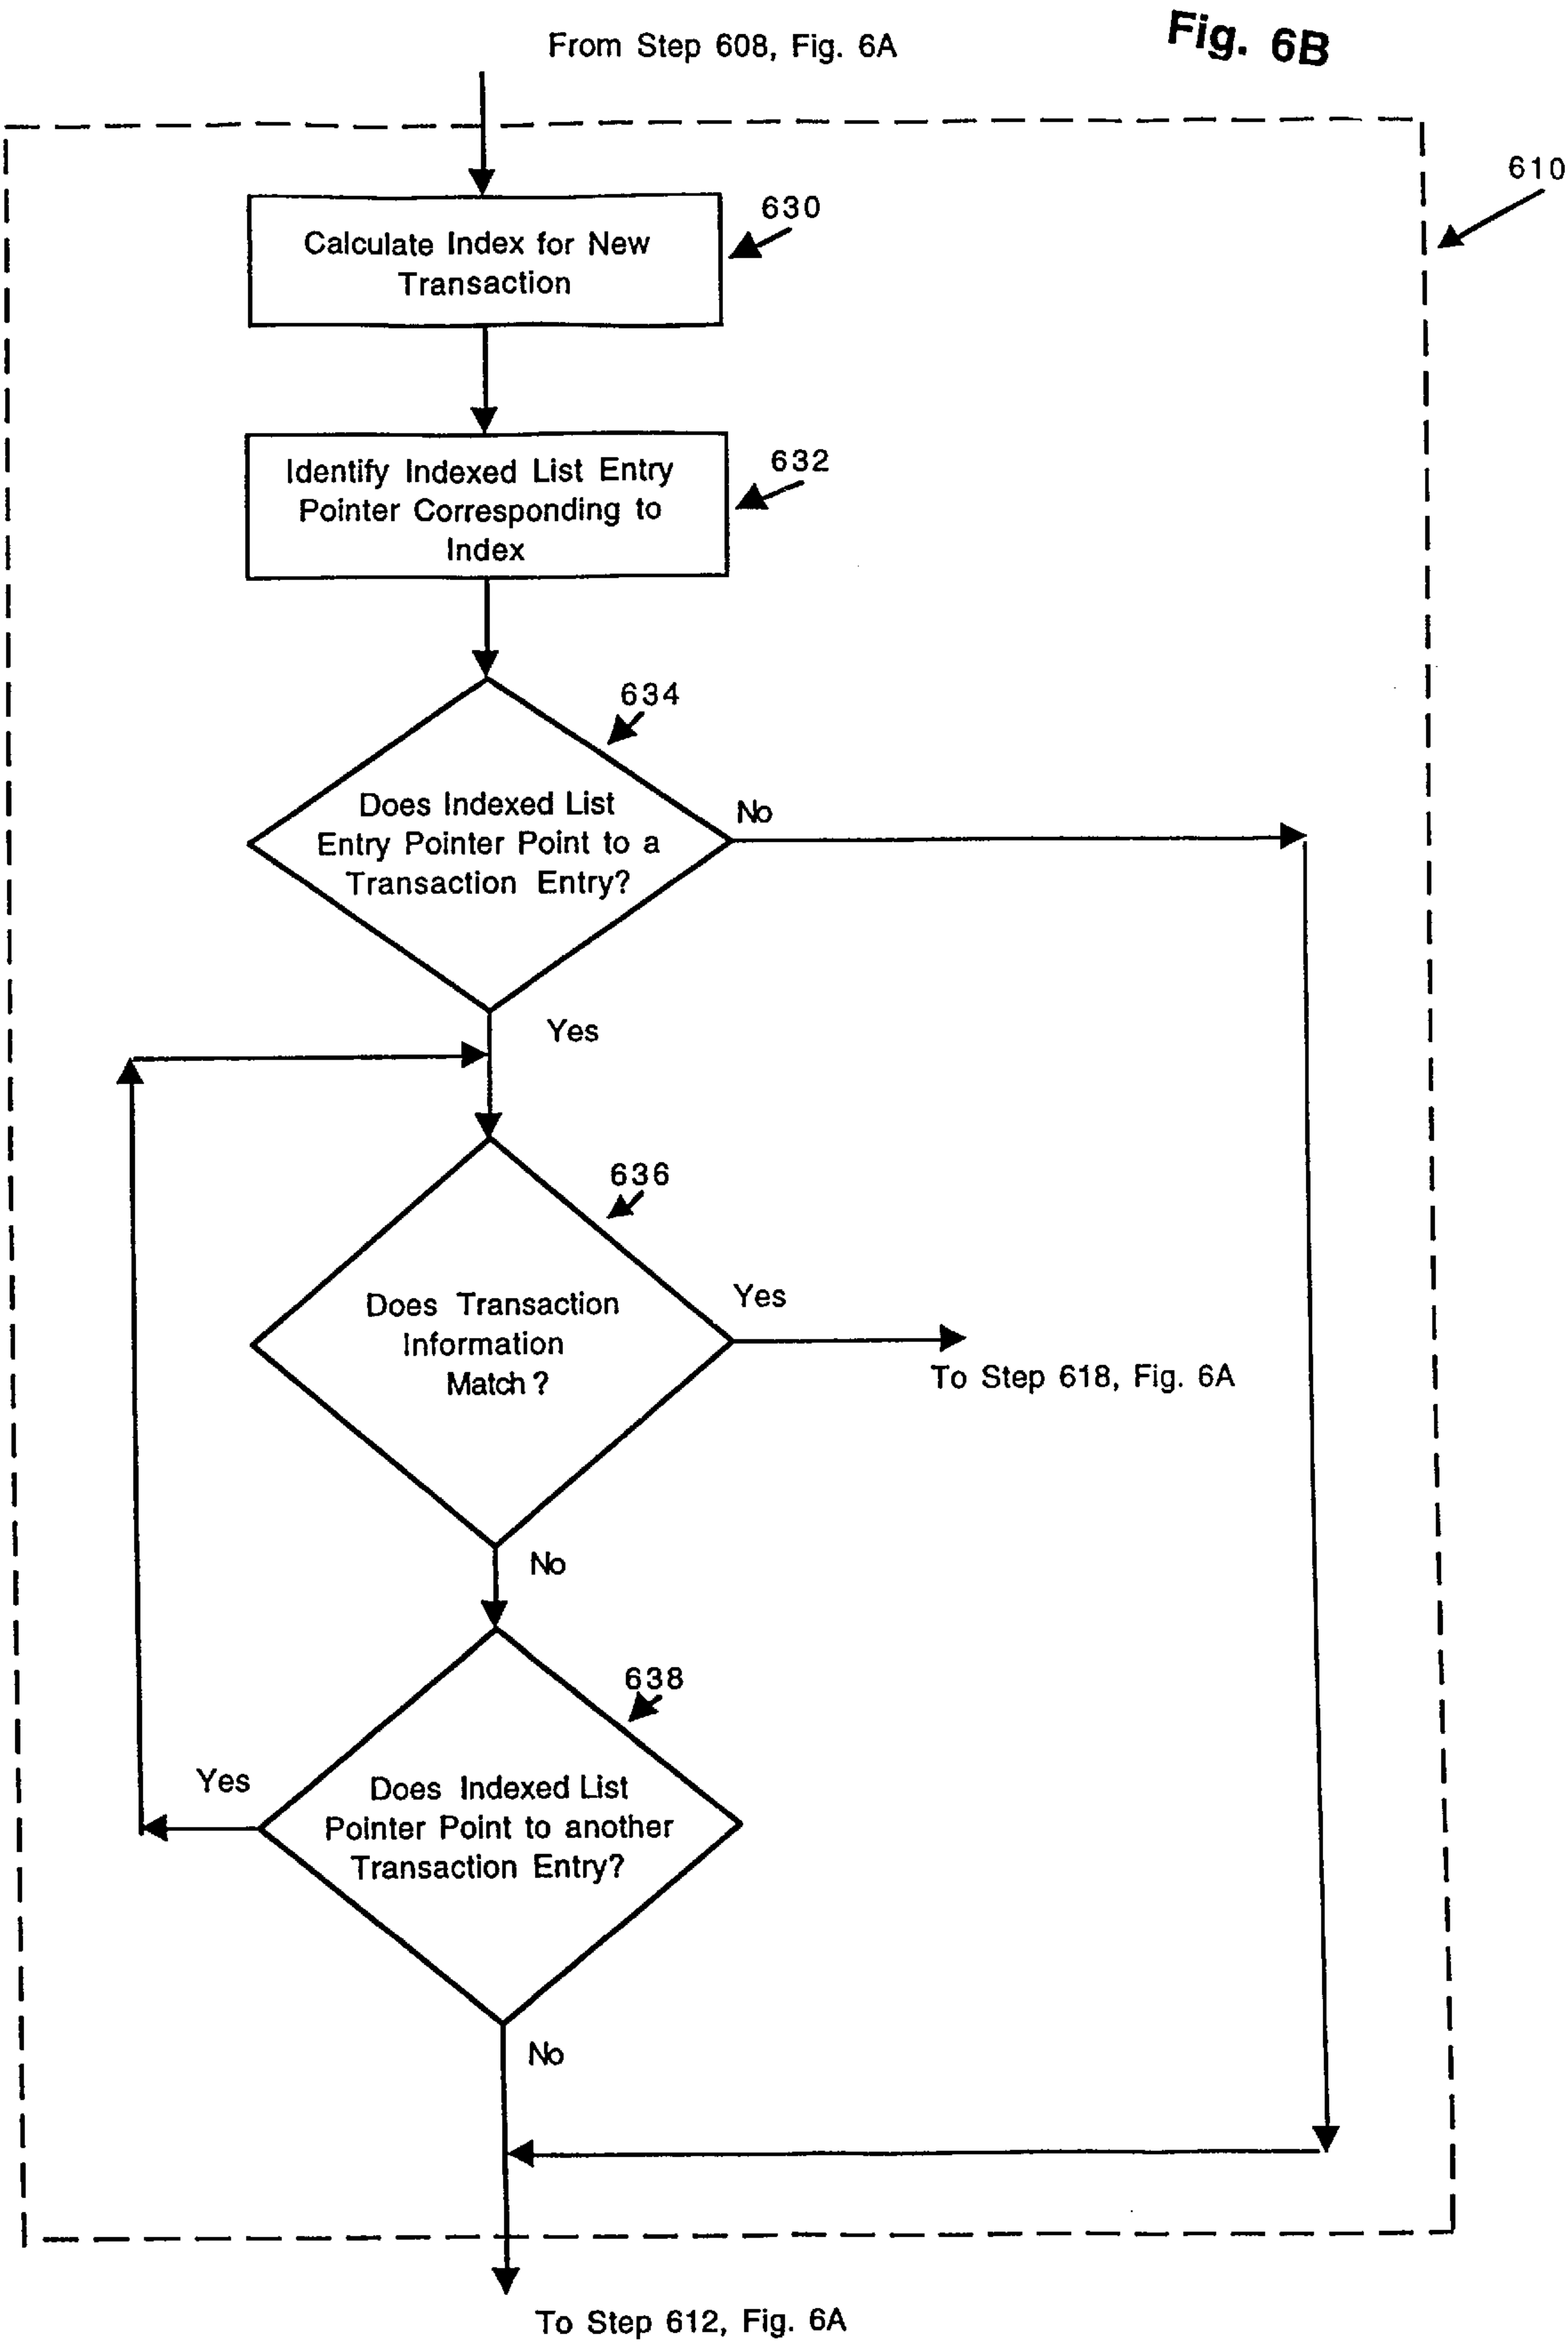 From Step 608, Fig. 6A
Fig. 6B
610
630
Calculate Index for New
Transaction
632
Identify Indexed List Entry
Pointer Corresponding to
Index
634
Does Indexed List
Entry Pointer Point to a
Transaction Entry?
No
Yes
636
Does Transaction
Information
Match?
Yes
To Step 618, Fig. 6A
No
638
Does Indexed List
Pointer Point to another
Transaction Entry?
Yes
No
To Step 612, Fig. 6A